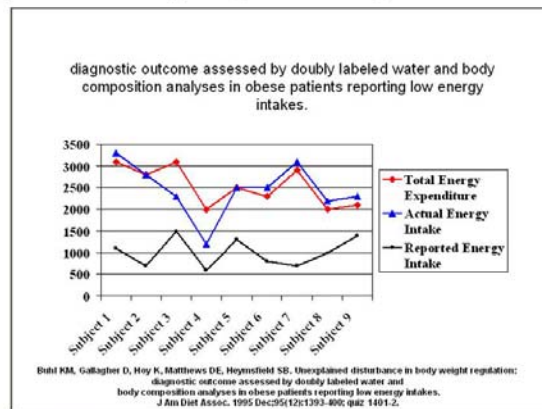 diagnostic outcome assessed by doubly labeled water and body
composition analyses in obese patients reporting low energy
intakes.
3500
3000
2500
2000
1500
1000
500
0
Subject 1
Subject 2
Subject 3
Subject 4
Subject 5
Subject 6
Subject 7
Subject 8
Subject 9
Total Energy
Expenditure
Actual Energy
Intake
Reported Energy
Intake
Buhl KM, Gallagher D, Hoy K, Matthews DE, Heymsfield SB. Unexplained disturbance in body weight regulation:
diagnostic outcome assessed by doubly labeled water and
body composition analyses in obese patients reporting low energy intakes.
J Am Diet Assoc. 1995 Dec;95(12):1393-400; quiz 1401-2.